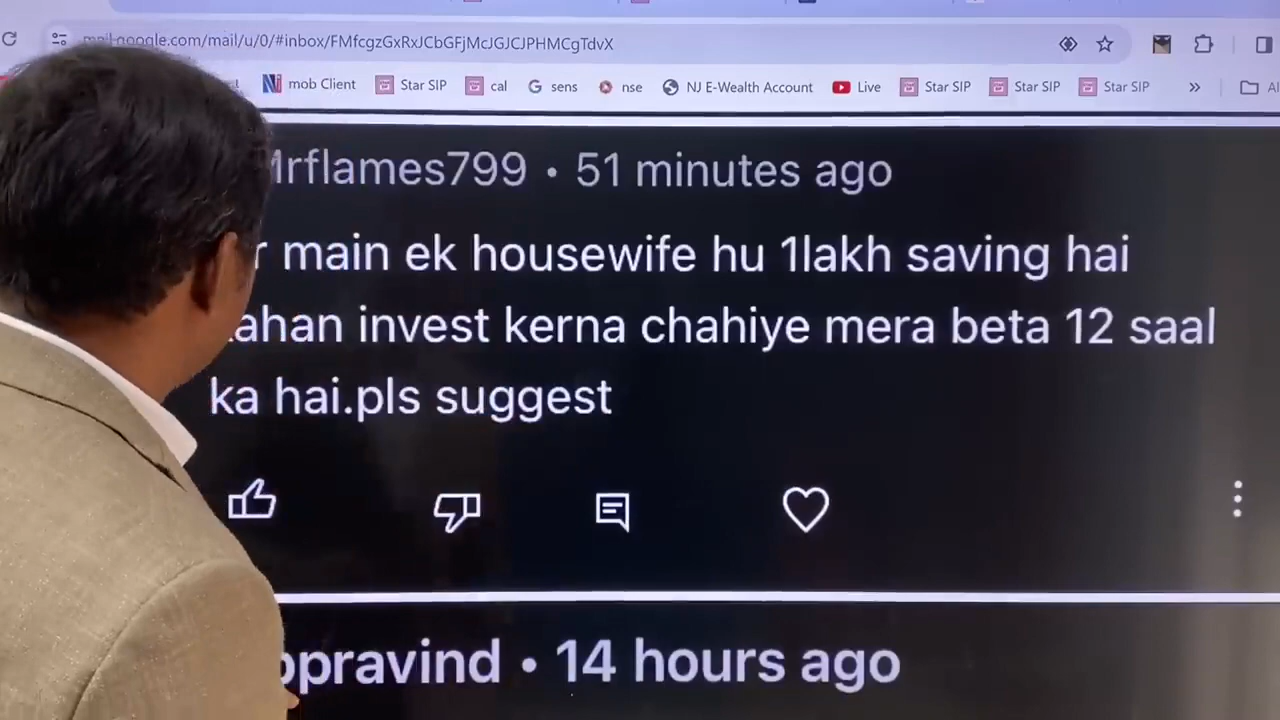 mail.google.com/mail/u/0/#inbox/FMfcgzGxRxJCbGFjMcJGJCJPHMCgTdvX
mob Client Star SIP cal sens nse NJ E-Wealth Account Live Star SIP Star SIP Star SIP
51 minutes ago
main ek housewife hu 1lakh saving hai
invest kerna chahiye mera beta 12 saal
ka hai.pls suggest
14 hours ago